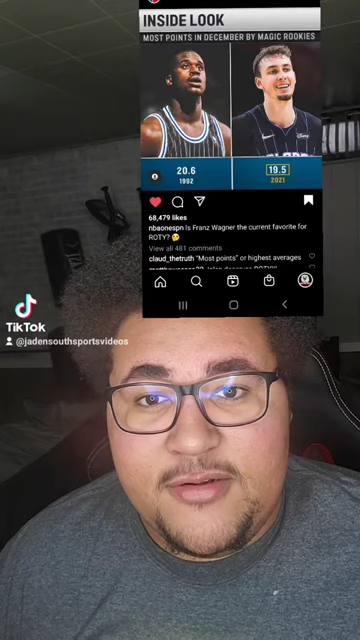 INSIDE LOOK
MOST POINTS IN DECEMBER BY MAGIC ROOKIES
20.6
1992
19.5
2021
68,479 likes
nbaonespn Is Franz Wagner the current favorite for
ROTY? 🤔
View all 481 comments
claud_thetruth "Most points" or highest averages
TikTok
@jadensouthsportsvideos